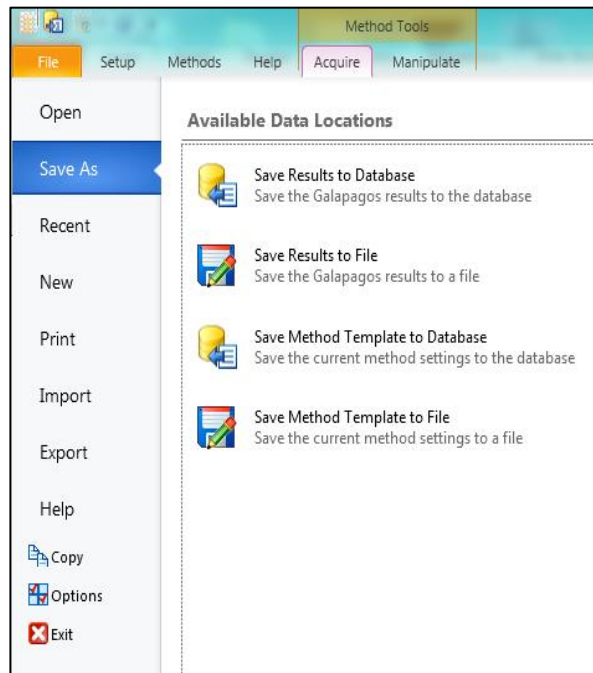 Method Tools
File Setup Methods Help Acquire Manipulate
Open
Save As
Recent
New
Print
Import
Export
Help
Copy
Options
Exit
Available Data Locations
Save Results to Database
Save the Galapagos results to the database
Save Results to File
Save the Galapagos results to a file
Save Method Template to Database
Save the current method settings to the database
Save Method Template to File
Save the current method settings to a file